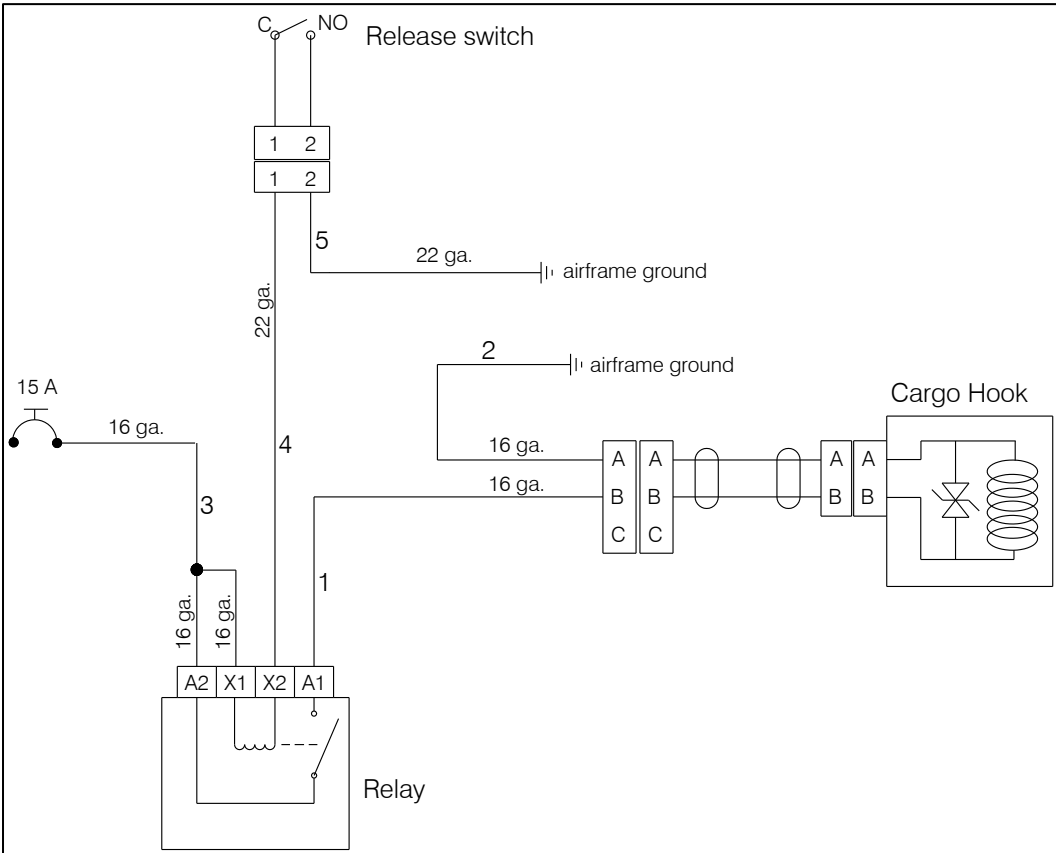 C NO Release switch
1 2
1 2
5
22 ga. airframe ground
22 ga.
2
airframe ground
15 A
Cargo Hook
16 ga.
4
16 ga. A A A A
16 ga. B B B B
3
C C
1
16 ga. 16 ga.
A2 X1 X2 A1
Relay